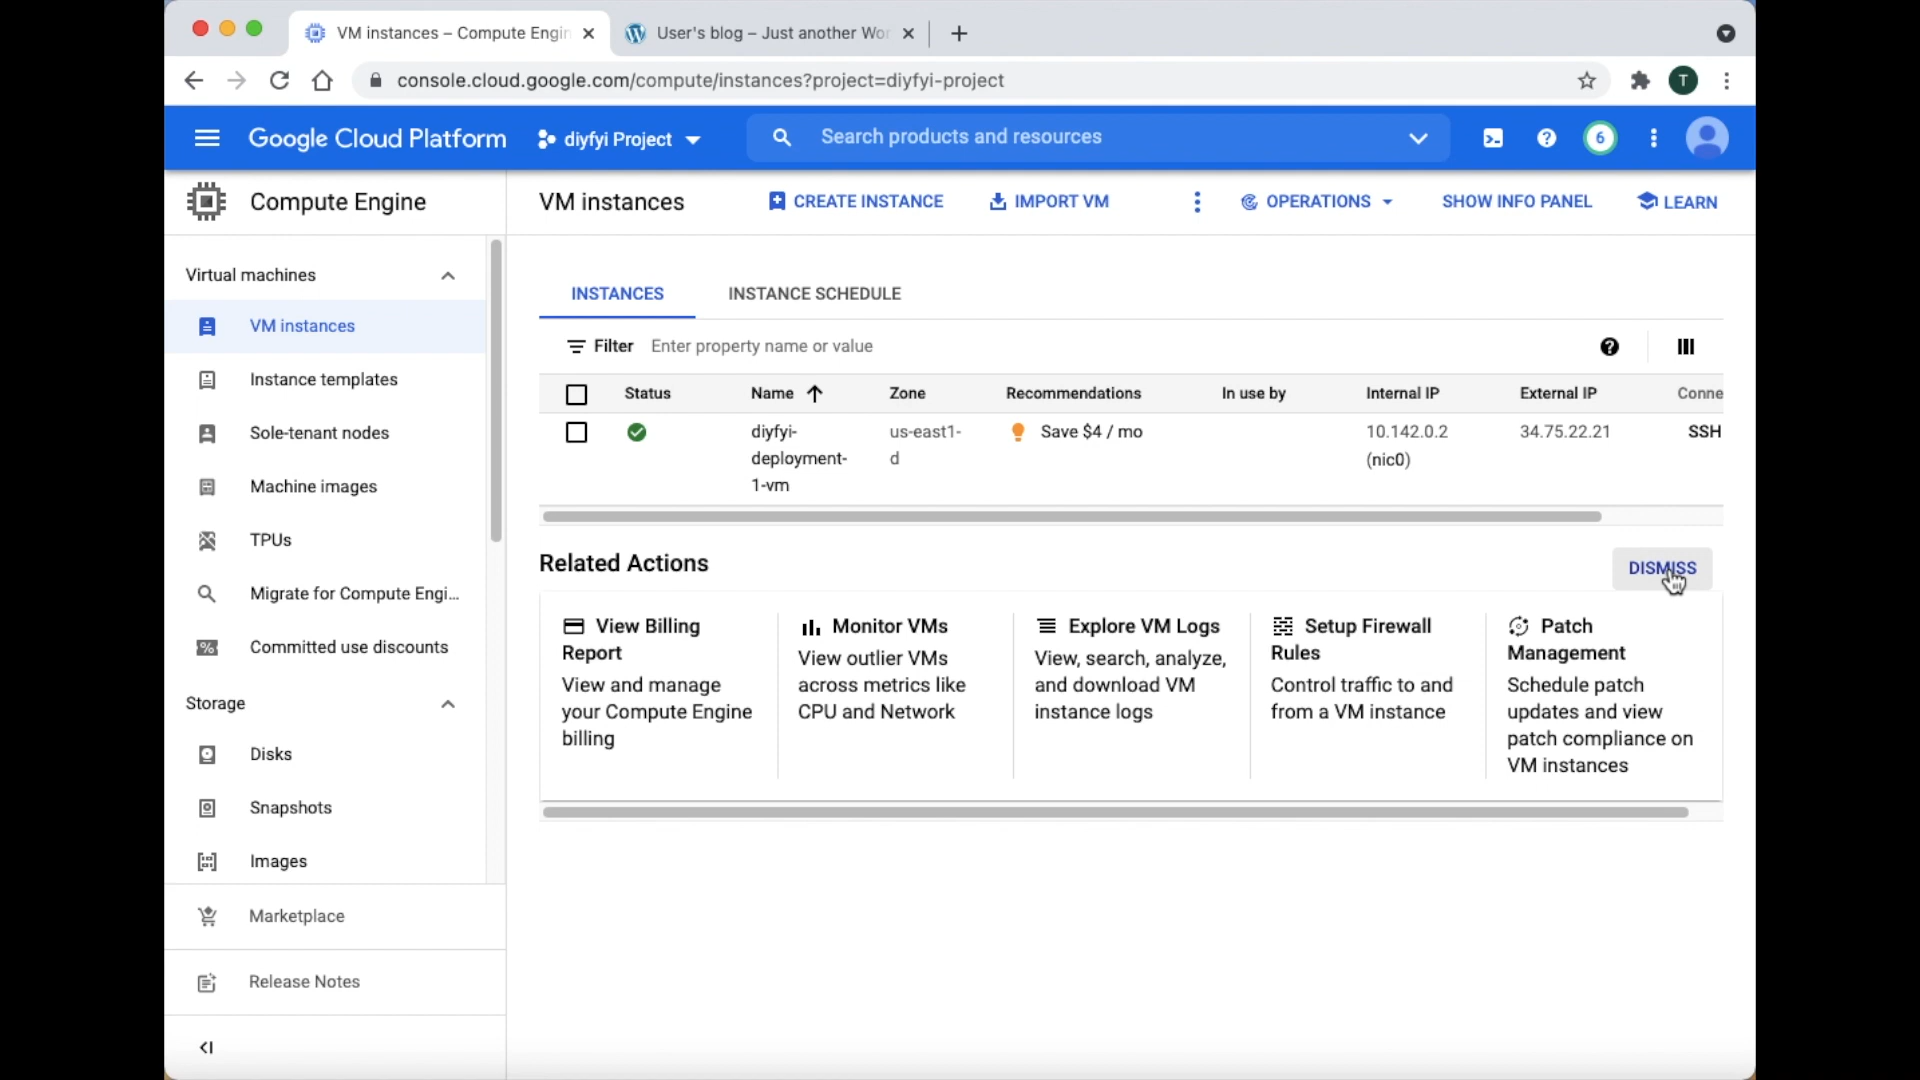 VM instances – Compute Engin
User's blog – Just another Wor
console.cloud.google.com/compute/instances?project=diyfyi-project
T
Google Cloud Platform
diyfyi Project
Search products and resources
6
Compute Engine
VM instances
CREATE INSTANCE
IMPORT VM
OPERATIONS
SHOW INFO PANEL
LEARN
Virtual machines
VM instances
Instance templates
Sole-tenant nodes
Machine images
TPUs
Migrate for Compute Engi...
Committed use discounts
Storage
Disks
Snapshots
Images
Marketplace
Release Notes
INSTANCES
INSTANCE SCHEDULE
Filter Enter property name or value
Status Name Zone Recommendations In use by Internal IP External IP Conne
diyfyi- us-east1- Save $4 / mo 10.142.0.2 34.75.22.21 SSH
deployment- d (nic0)
1-vm
Related Actions
DISMISS
View Billing
Report
View and manage
your Compute Engine
billing
Monitor VMs
View outlier VMs
across metrics like
CPU and Network
Explore VM Logs
View, search, analyze,
and download VM
instance logs
Setup Firewall
Rules
Control traffic to and
from a VM instance
Patch
Management
Schedule patch
updates and view
patch compliance on
VM instances